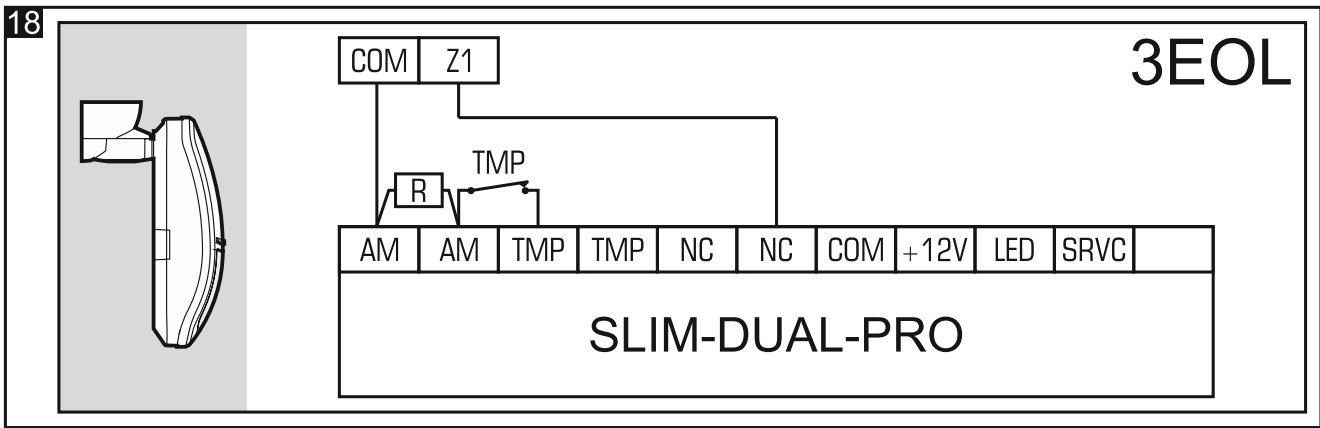 18
3EOL
COM Z1
TMP
R
AM AM TMP TMP NC NC COM +12V LED SRVC
SLIM-DUAL-PRO